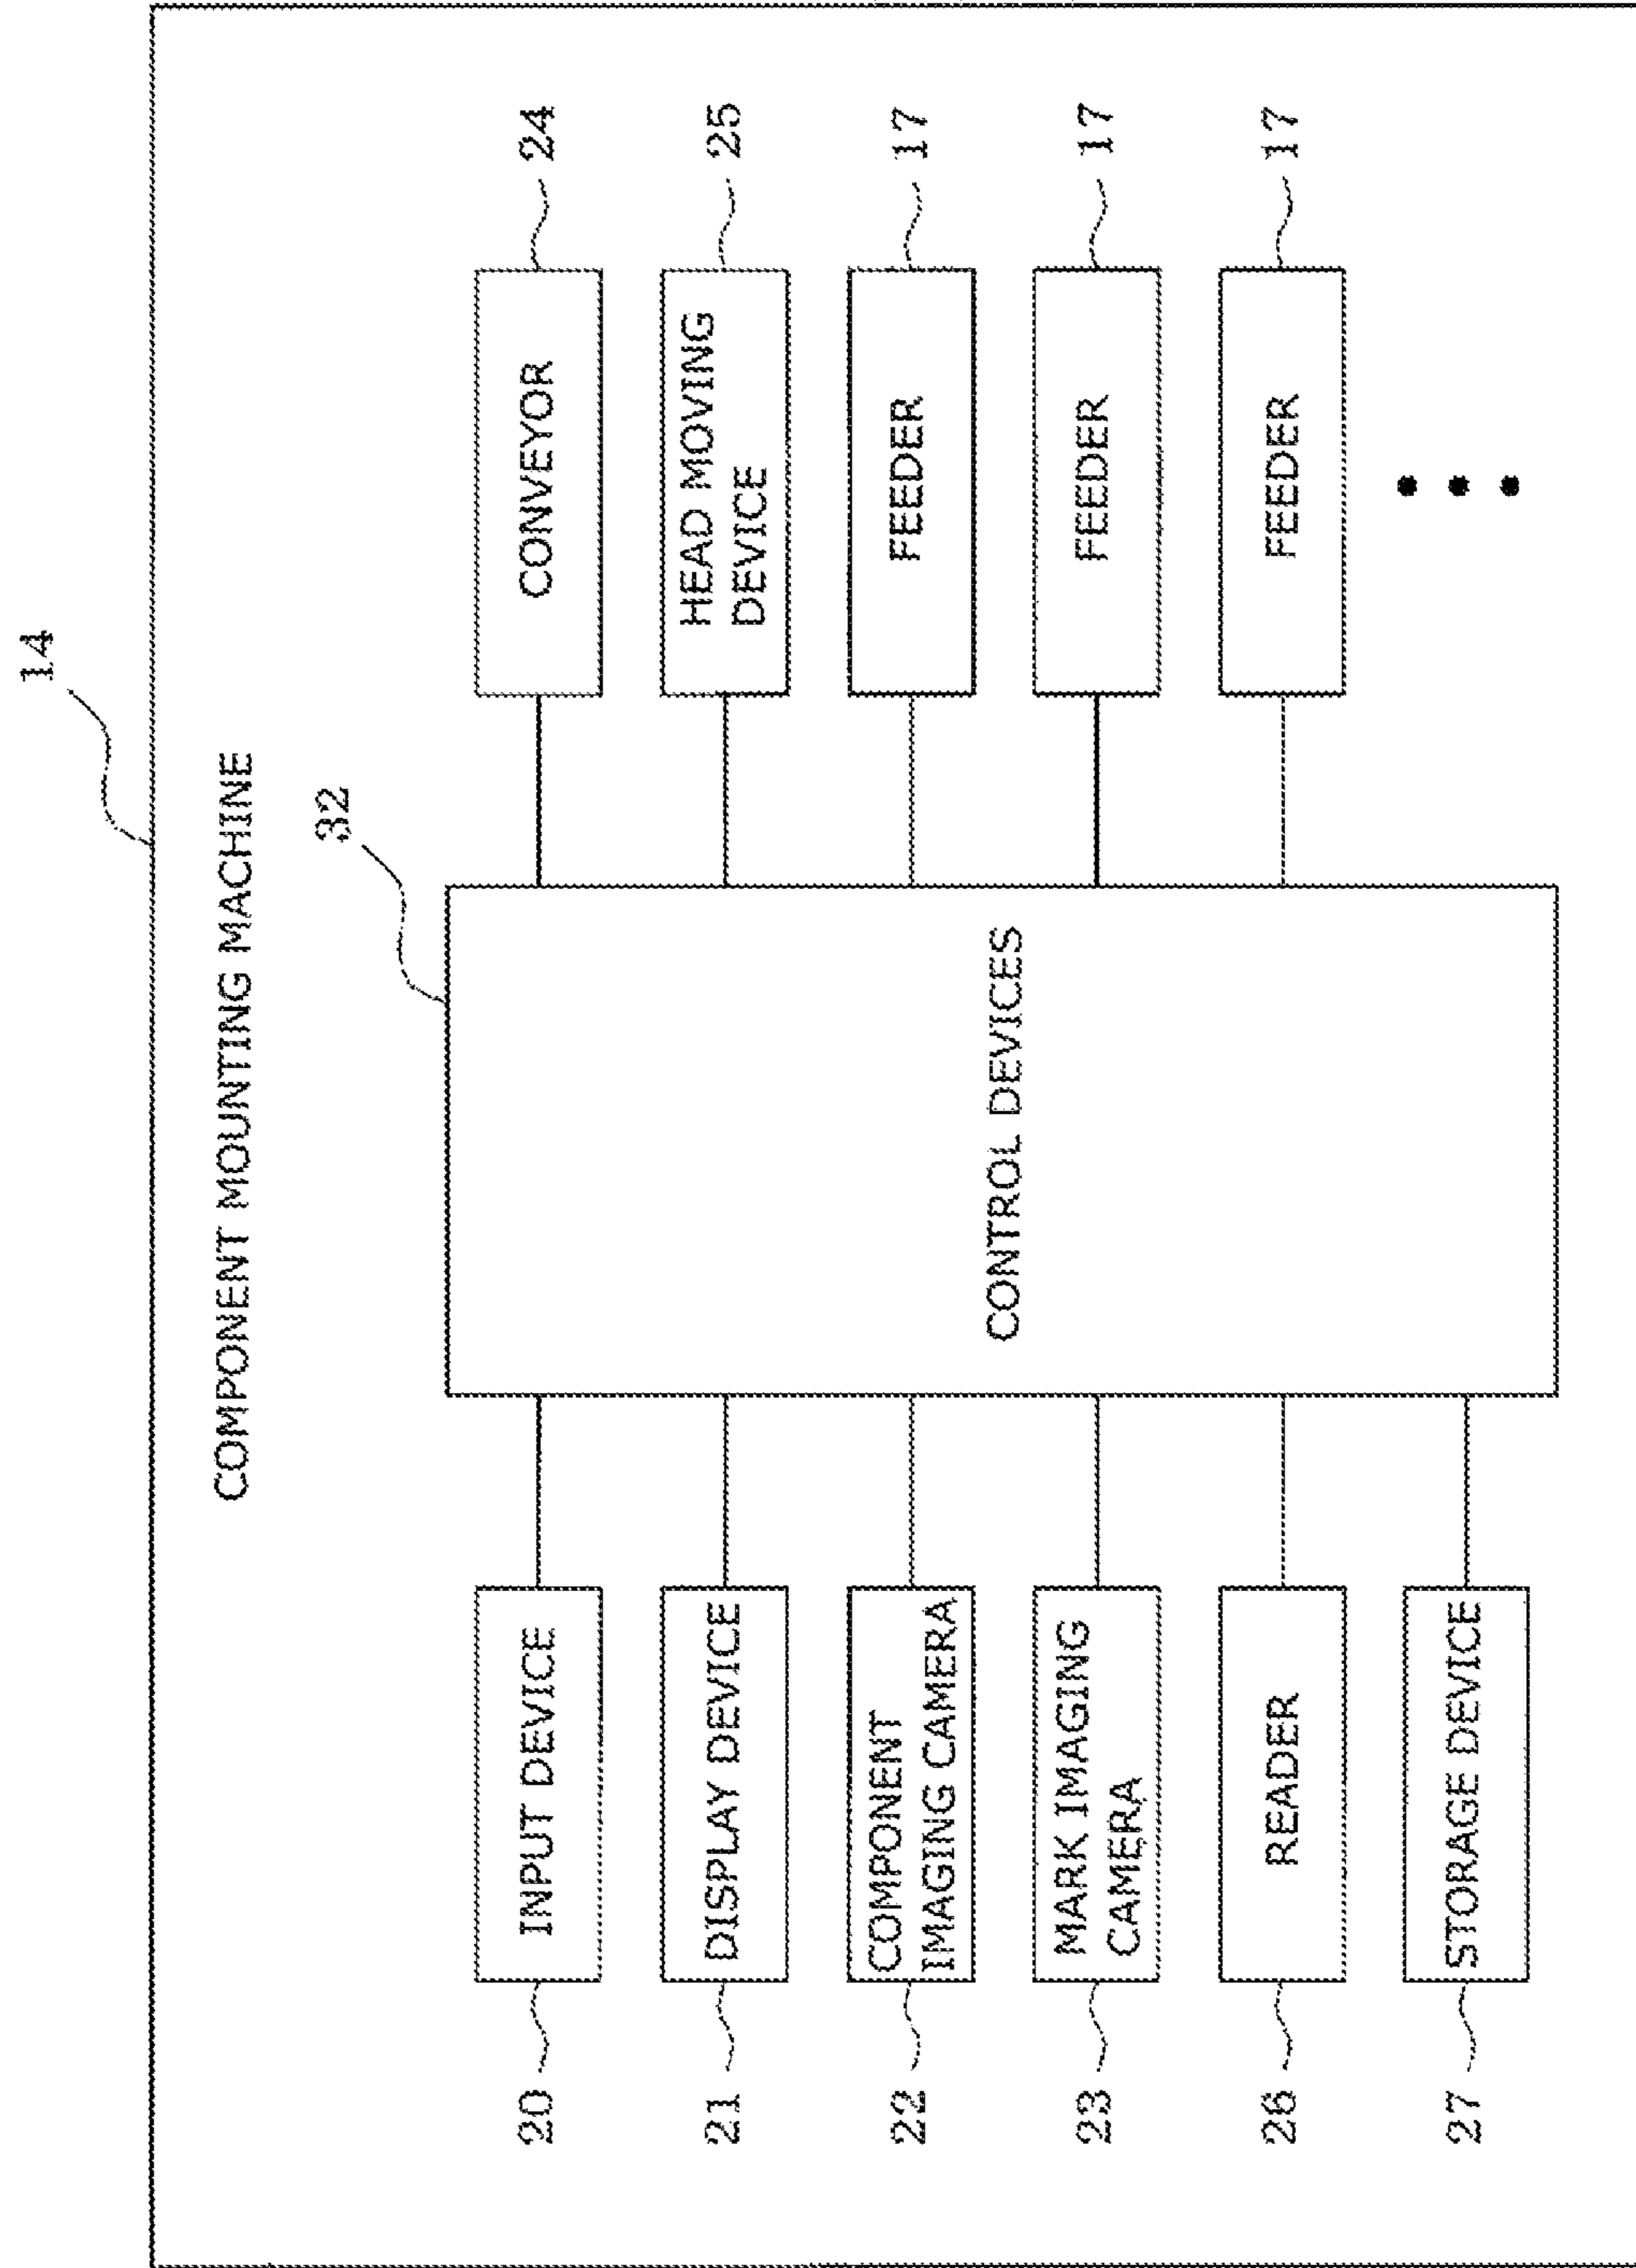 14
COMPONENT MOUNTING MACHINE
32
20
INPUT DEVICE
21
DISPLAY DEVICE
22
COMPONENT
IMAGING CAMERA
23
MARK IMAGING
CAMERA
26
READER
27
STORAGE DEVICE
CONTROL DEVICES
CONVEYOR
24
HEAD MOVING
DEVICE
25
FEEDER
17
FEEDER
17
FEEDER
17